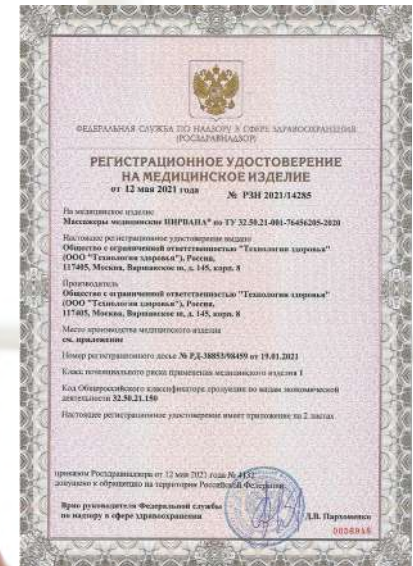 ФЕДЕРАЛЬНАЯ СЛУЖБА ПО НАДЗОРУ В СФЕРЕ ЗДРАВООХРАНЕНИЯ
(РОСЗДРАВНАДЗОР)
РЕГИСТРАЦИОННОЕ УДОСТОВЕРЕНИЕ
НА МЕДИЦИНСКОЕ ИЗДЕЛИЕ
от 12 мая 2021 года № РЗН 2021/14285
На медицинское изделие
Массажеры медицинские НИРВАНА® по ТУ 32.50.21-001-76456205-2020
Настоящее регистрационное удостоверение выдано
Общество с ограниченной ответственностью "Технологии здоровья"
(ООО "Технологии здоровья"), Россия,
117405, Москва, Варшавское ш, д. 145, корп. 8
Производитель
Общество с ограниченной ответственностью "Технологии здоровья"
(ООО "Технологии здоровья"), Россия,
117405, Москва, Варшавское ш, д. 145, корп. 8
Место производства медицинского изделия
см. приложение
Номер регистрационного досье № РД-38853/98459 от 19.01.2021
Класс потенциального риска применения медицинского изделия 1
Код Общероссийского классификатора продукции по видам экономической
деятельности 32.50.21.150
Настоящее регистрационное удостоверение имеет приложение на 2 листах
приказом Росздравнадзора от 12 мая 2021 года № 4132
допущено к обращению на территории Российской Федерации.
Врио руководителя Федеральной службы
по надзору в сфере здравоохранения
Д.В. Пархоменко